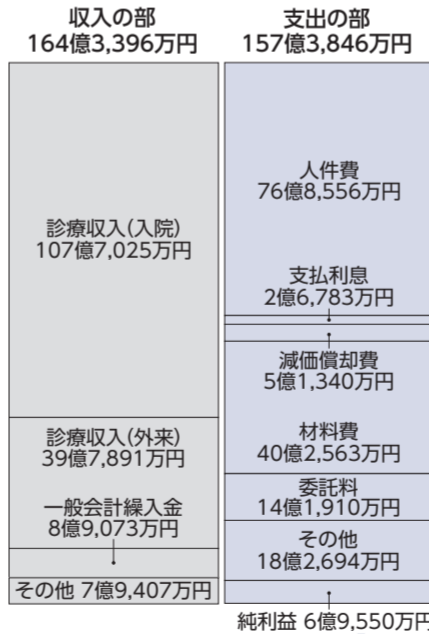 収入の部
164億3,396万円
診療収入(入院)
107億7,025万円
診療収入(外来)
39億7,891万円
一般会計繰入金
8億9,073万円
その他 7億9,407万円
支出の部
157億3,846万円
人件費
76億8,556万円
支払利息
2億6,783万円
減価償却費
5億1,340万円
材料費
40億2,563万円
委託料
14億1,910万円
その他
18億2,694万円
純利益 6億9,550万円